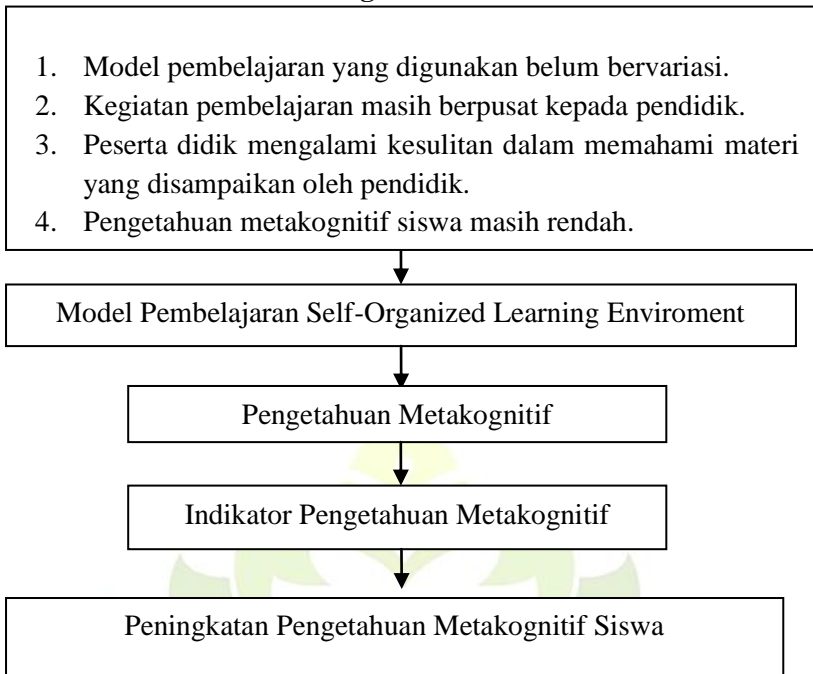 1. Model pembelajaran yang digunakan belum bervariasi.
2. Kegiatan pembelajaran masih berpusat kepada pendidik.
3. Peserta didik mengalami kesulitan dalam memahami materi
yang disampaikan oleh pendidik.
4. Pengetahuan metakognitif siswa masih rendah.
Model Pembelajaran Self-Organized Learning Enviroment
Pengetahuan Metakognitif
Indikator Pengetahuan Metakognitif
Peningkatan Pengetahuan Metakognitif Siswa